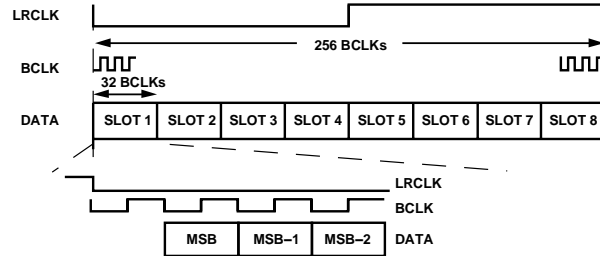 LRCLK
256 BCLKs
BCLK
32 BCLKs
DATA SLOT 1 SLOT 2 SLOT 3 SLOT 4 SLOT 5 SLOT 6 SLOT 7 SLOT 8
LRCLK
BCLK
MSB MSB–1 MSB–2 DATA